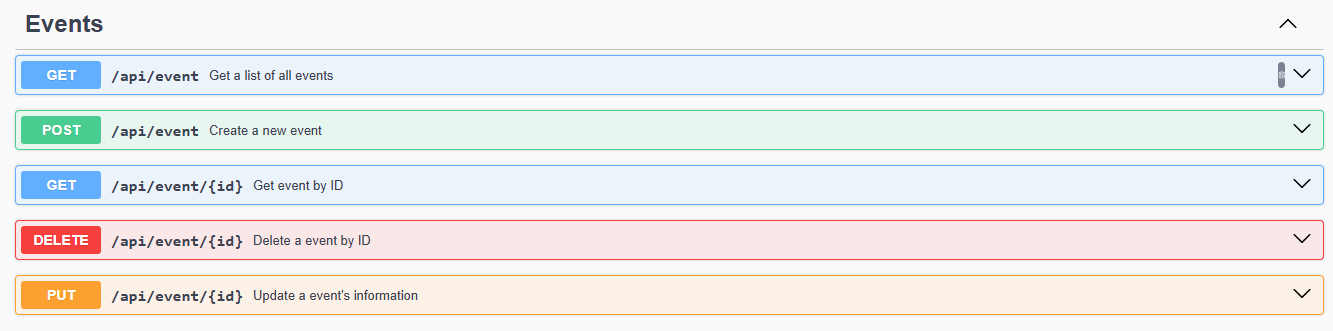 Events
GET /api/event Get a list of all events
POST /api/event Create a new event
GET /api/event/{id} Get event by ID
DELETE /api/event/{id} Delete a event by ID
PUT /api/event/{id} Update a event's information